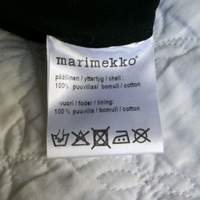 marimekko®
päällinen / yttertyg / shell:
100% puuvillaa/ bomull / cotton
vuori / foder / lining:
100% puuvillaa/ bomull / cotton